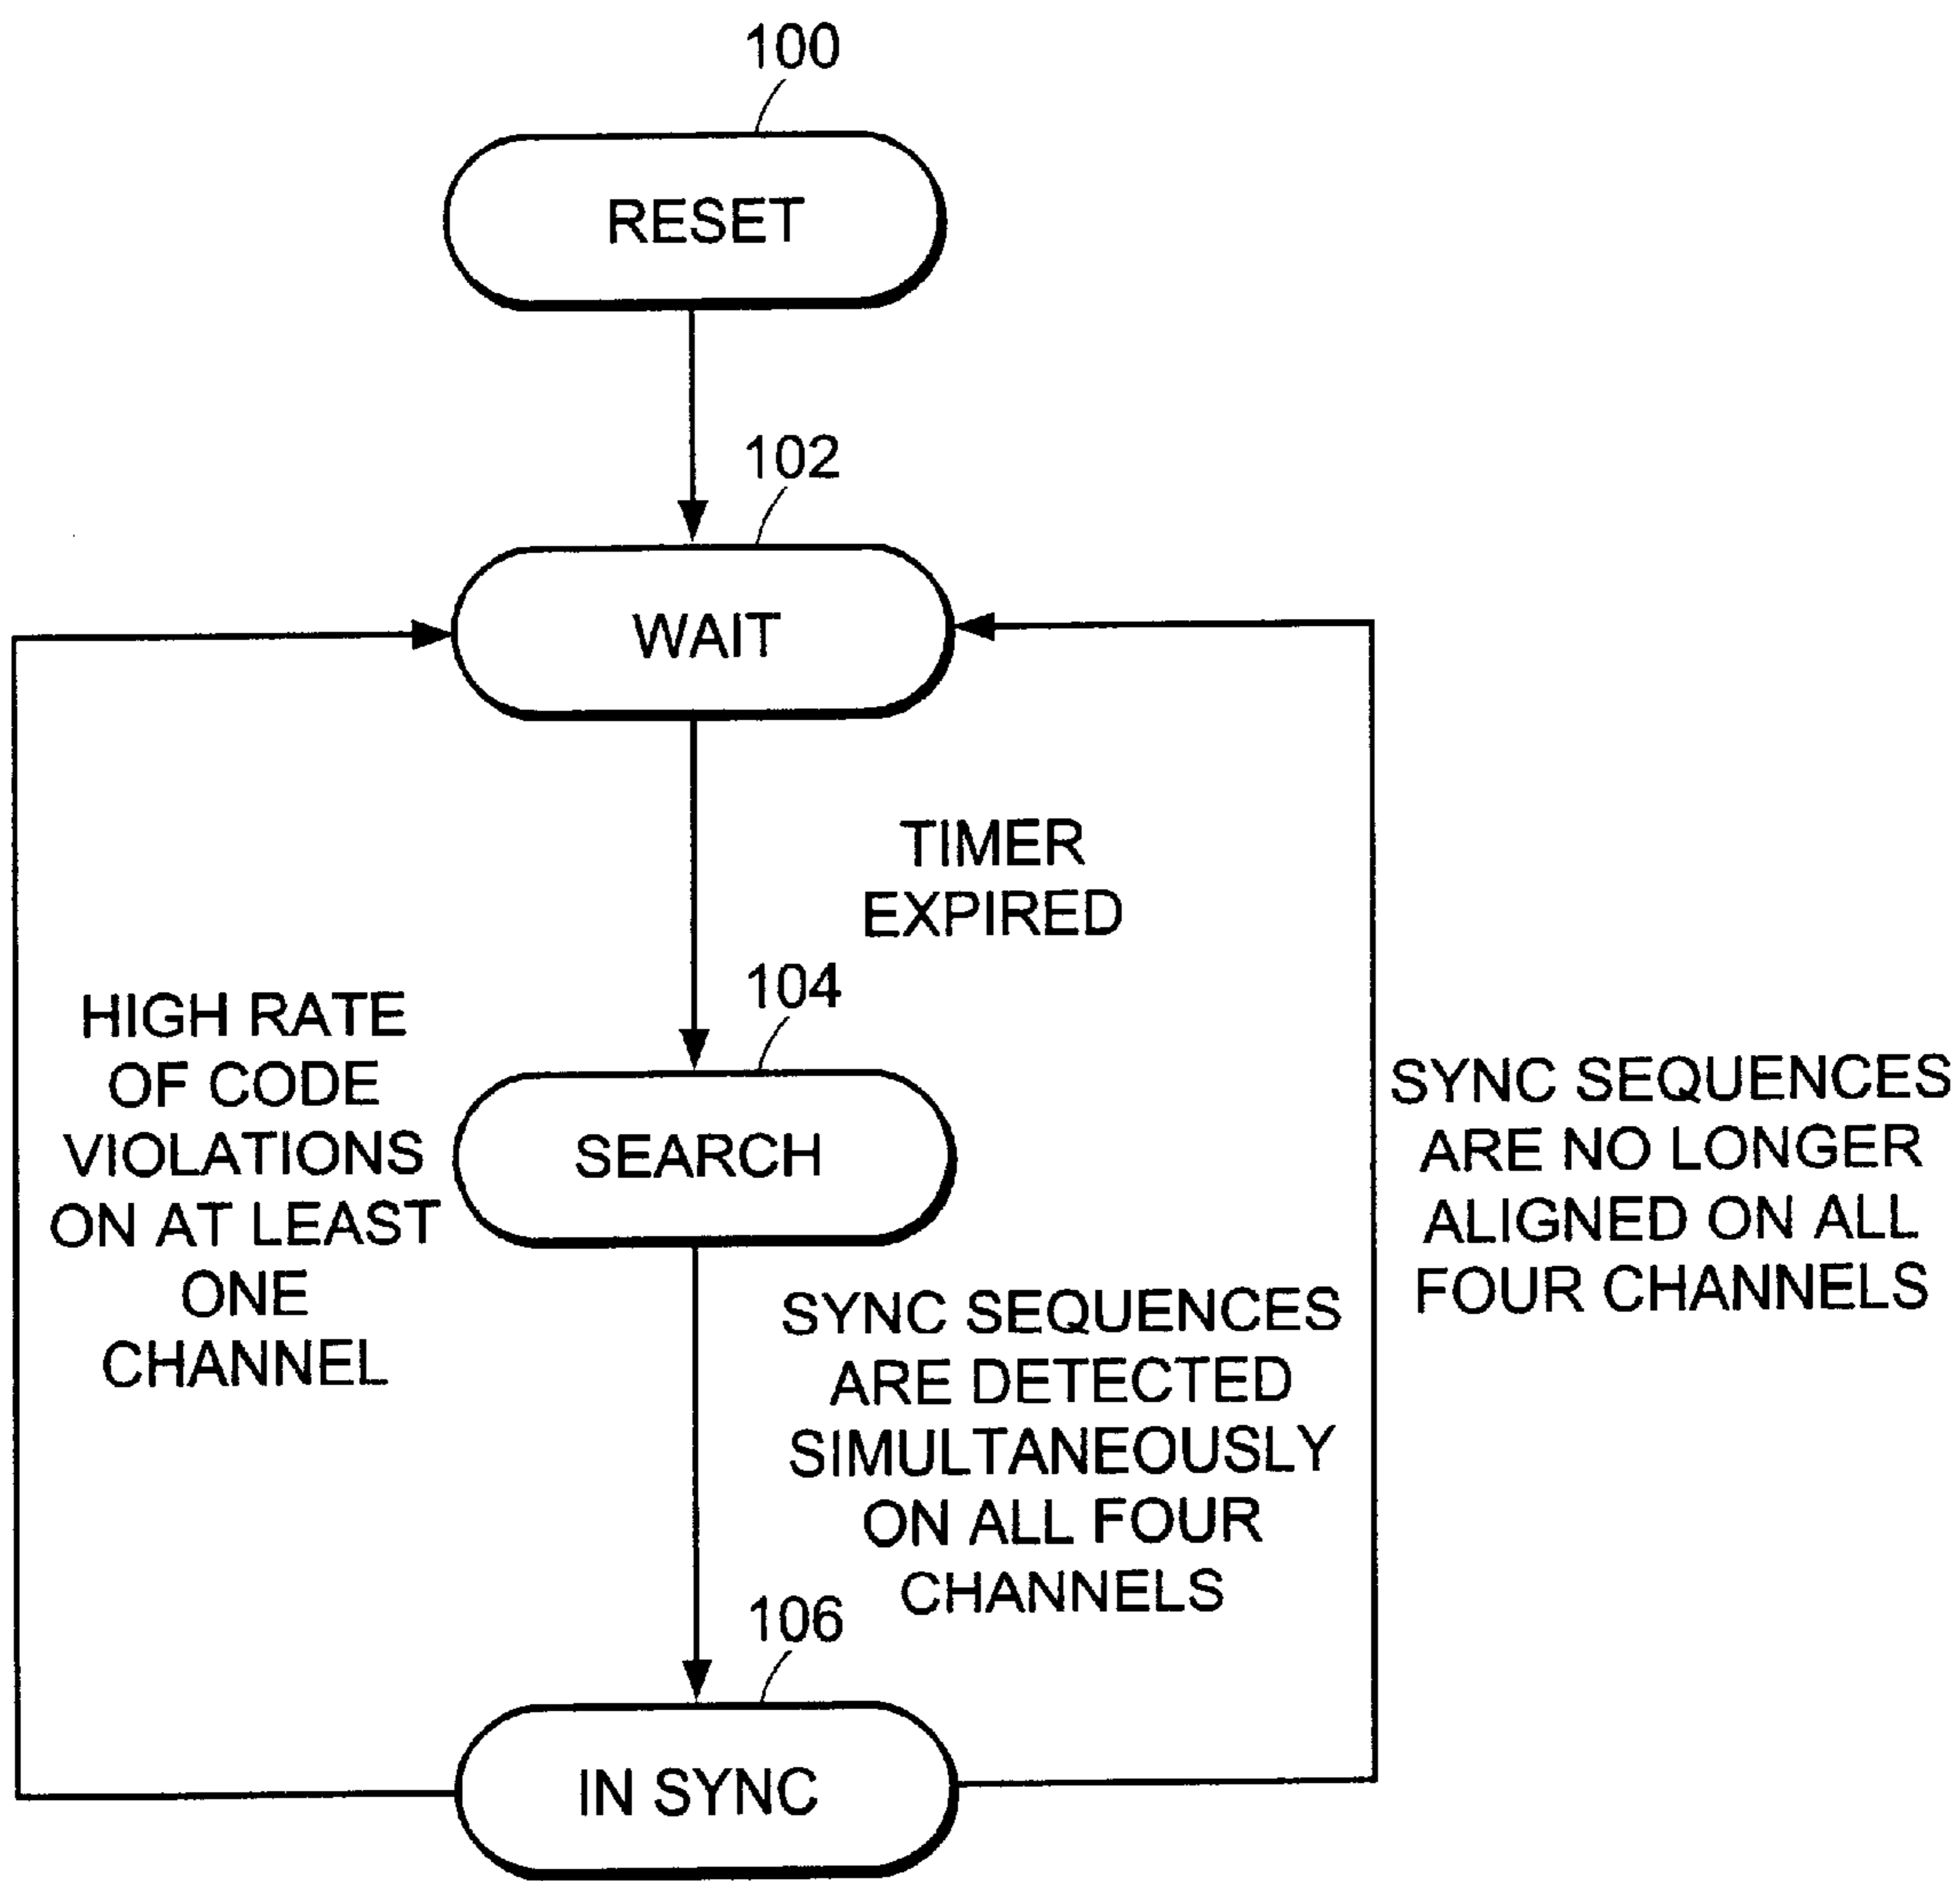 100
RESET
102
WAIT
TIMER
EXPIRED
104
SEARCH
HIGH RATE
OF CODE
VIOLATIONS
ON AT LEAST
ONE
CHANNEL
SYNC SEQUENCES
ARE NO LONGER
ALIGNED ON ALL
FOUR CHANNELS
SYNC SEQUENCES
ARE DETECTED
SIMULTANEOUSLY
ON ALL FOUR
CHANNELS
106
IN SYNC